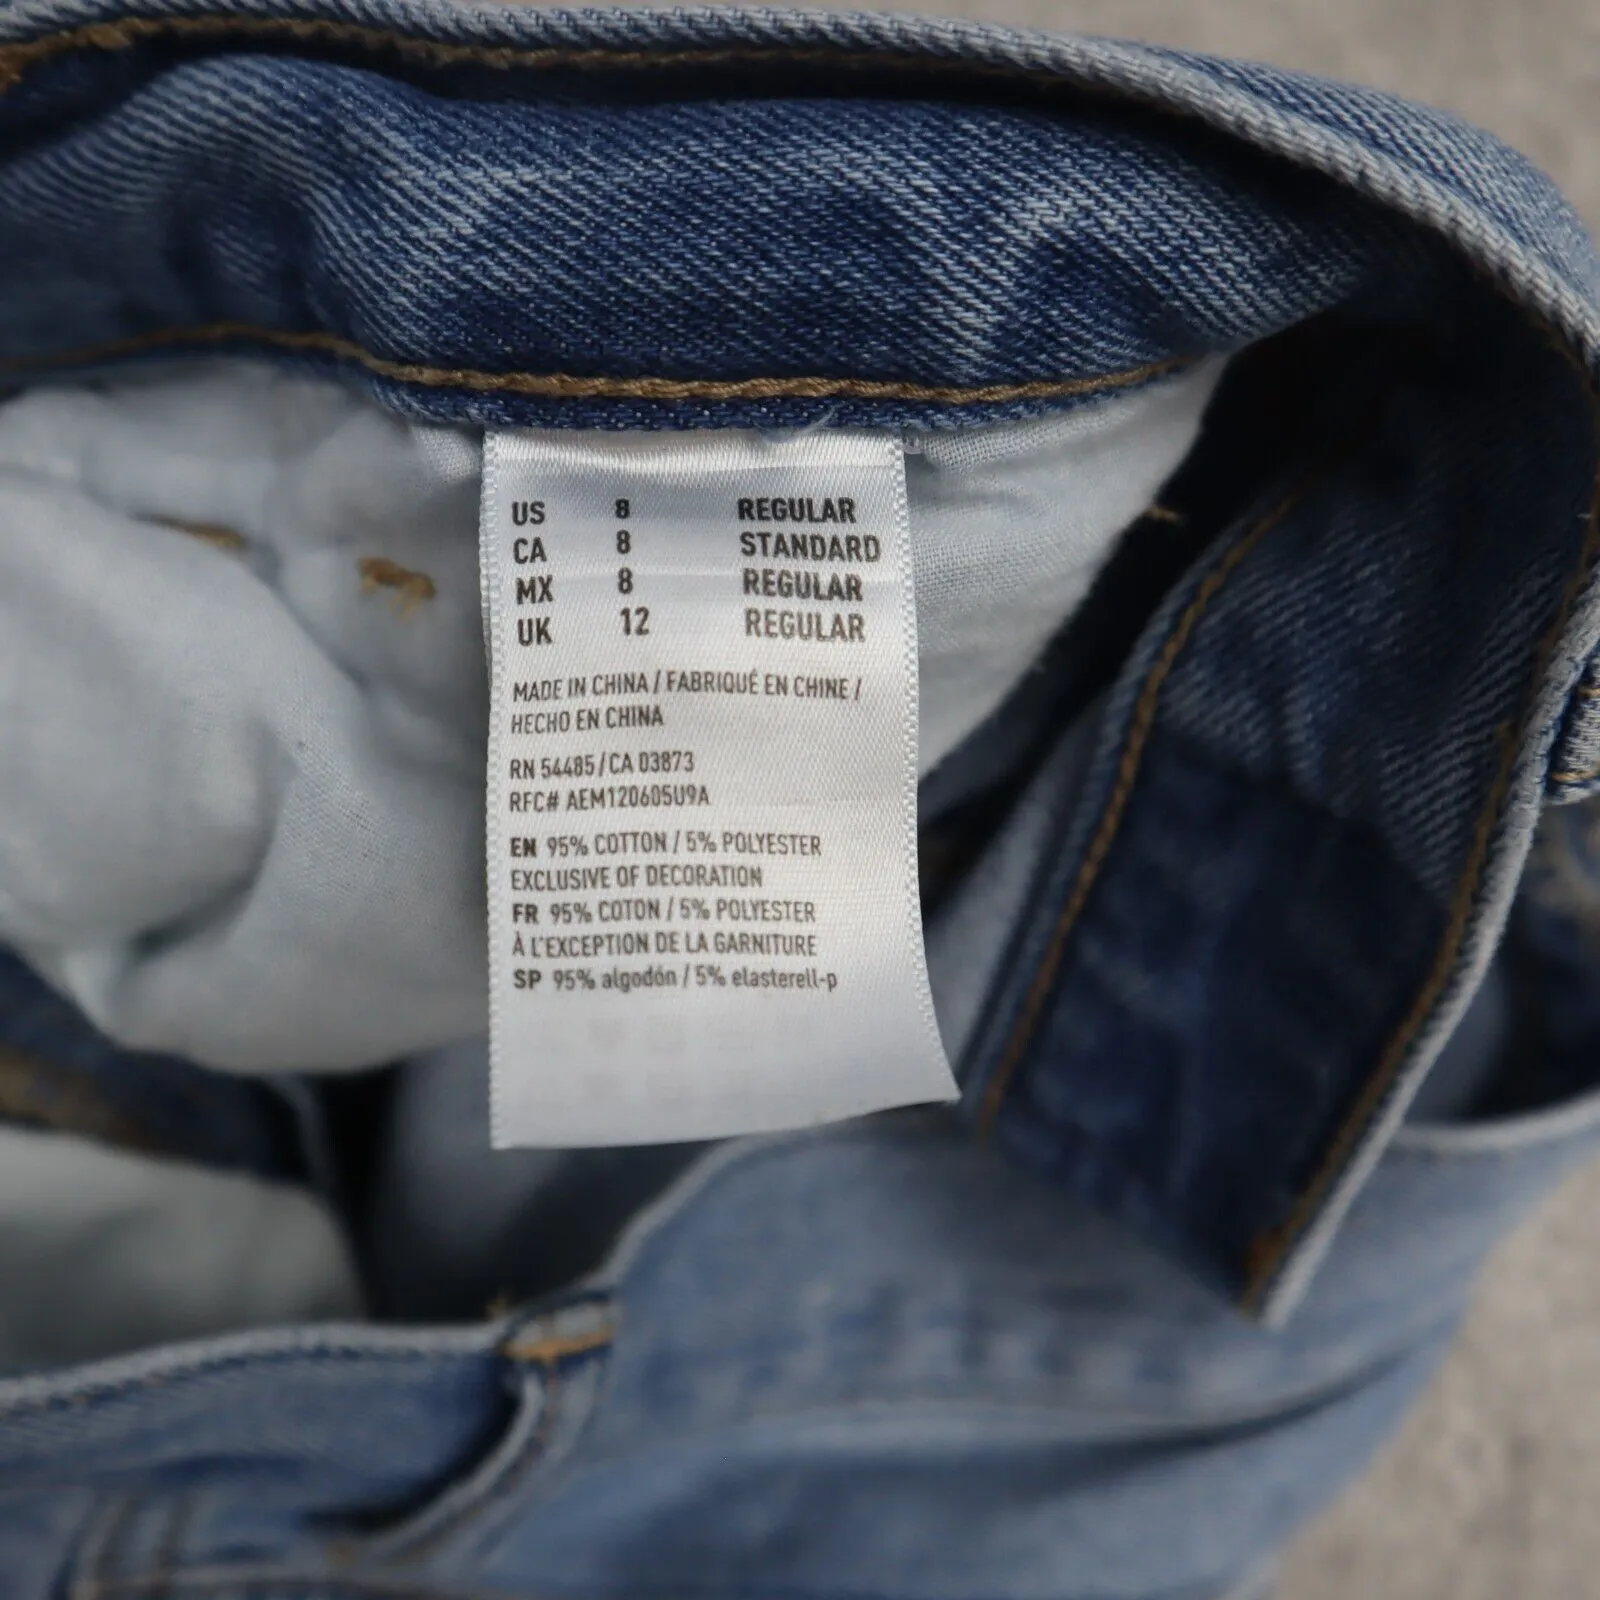 US 8 REGULAR
CA 8 STANDARD
MX 8 REGULAR
UK 12 REGULAR
MADE IN CHINA / FABRIQUÉ EN CHINE /
HECHO EN CHINA
RN 54485 / CA 03873
RFC# AEM120605U9A
EN 95% COTTON / 5% POLYESTER
EXCLUSIVE OF DECORATION
FR 95% COTON / 5% POLYESTER
À L'EXCEPTION DE LA GARNITURE
SP 95% algodón / 5% elasterell-p